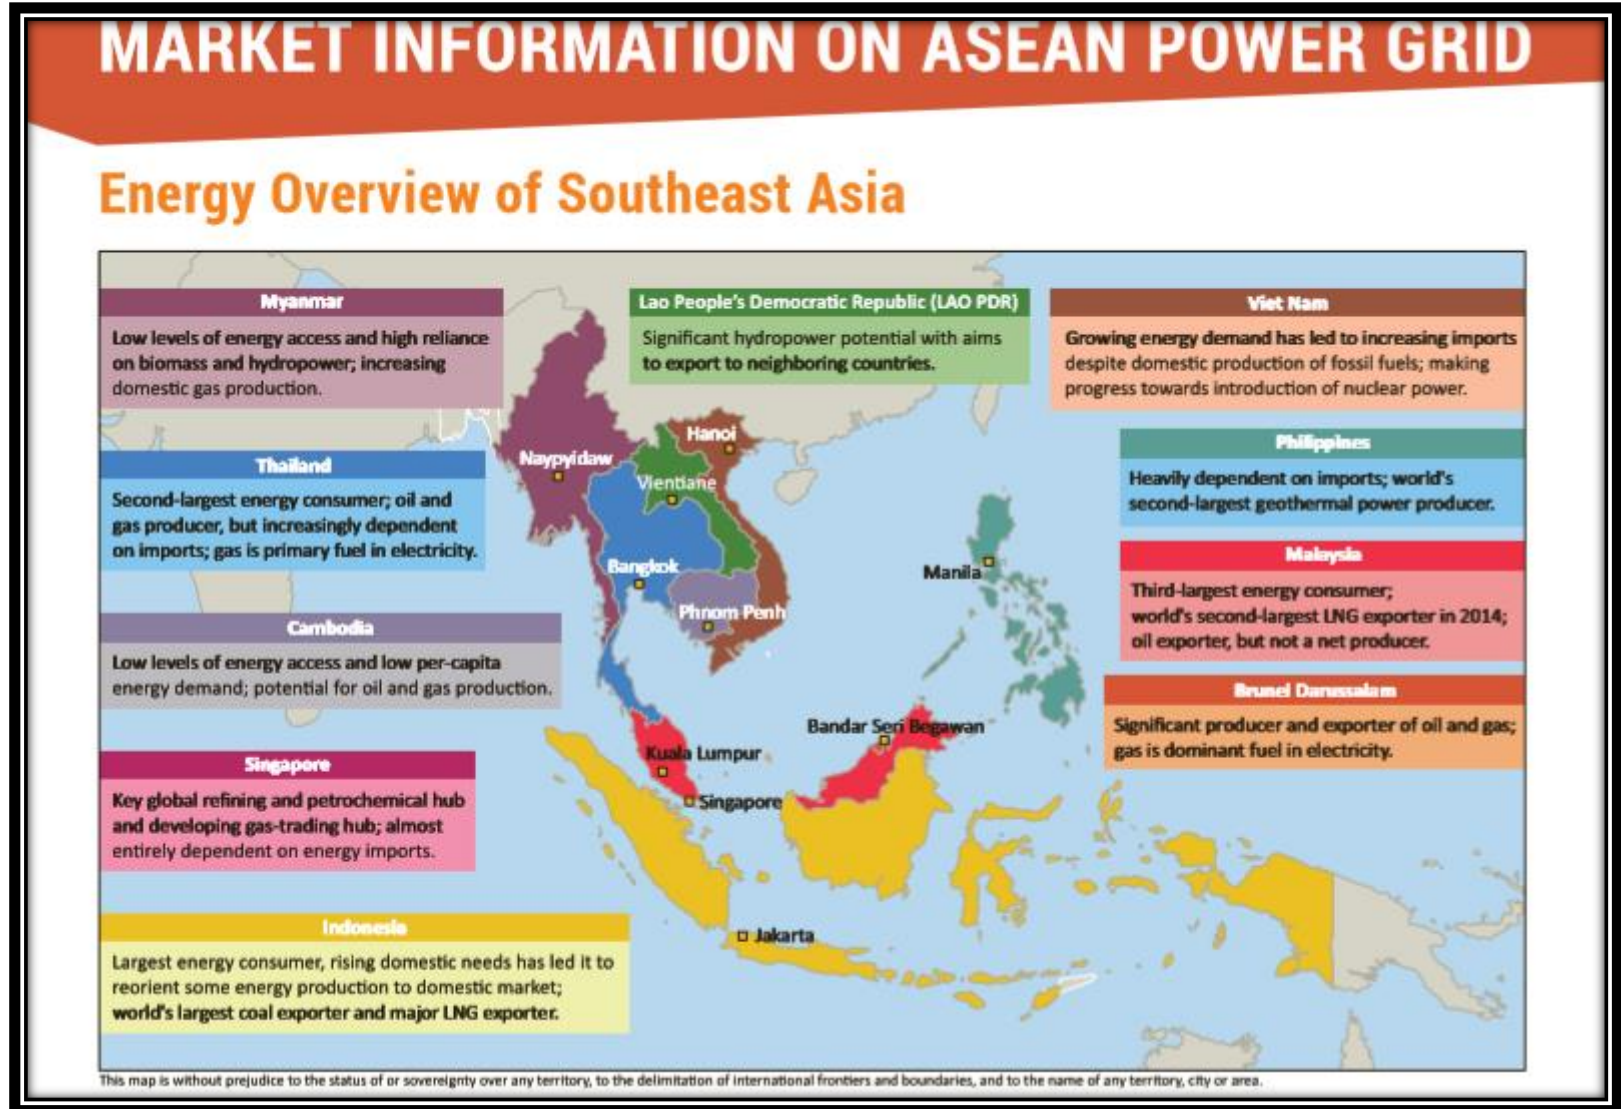 MARKET INFORMATION ON ASEAN POWER GRID
Energy Overview of Southeast Asia
Myanmar
Low levels of energy access and high reliance
on biomass and hydropower; increasing
domestic gas production.
Lao People's Democratic Republic (LAO PDR)
Significant hydropower potential with aims
to export to neighboring countries.
Viet Nam
Growing energy demand has led to increasing imports
despite domestic production of fossil fuels; making
progress towards introduction of nuclear power.
Thailand
Second-largest energy consumer; oil and
gas producer, but increasingly dependent
on imports; gas is primary fuel in electricity.
Philippines
Heavily dependent on imports; world's
second-largest geothermal power producer.
Malaysia
Third-largest energy consumer;
world's second-largest LNG exporter in 2014;
oil exporter, but not a net producer.
Cambodia
Low levels of energy access and low per-capita
energy demand; potential for oil and gas production.
Brunei Darussalam
Significant producer and exporter of oil and gas;
gas is dominant fuel in electricity.
Singapore
Key global refining and petrochemical hub
and developing gas-trading hub; almost
entirely dependent on energy imports.
Indonesia
Largest energy consumer, rising domestic needs has led it to
reorient some energy production to domestic market;
world's largest coal exporter and major LNG exporter.
Hanoi
Naypyidaw
Vientiane
Bangkok
Manila
Phnom Penh
Bandar Seri Begawan
Kuala Lumpur
Singapore
Jakarta
This map is without prejudice to the status of or sovereignty over any territory, to the delimitation of international frontiers and boundaries, and to the name of any territory, city or area.